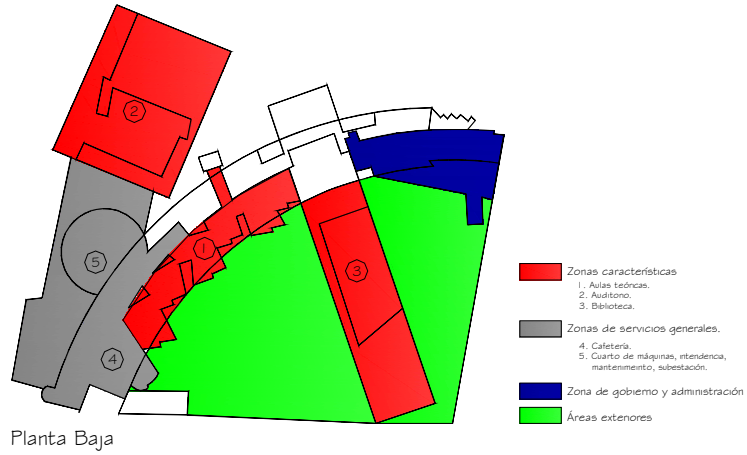 2
1
5
3
4
Zonas características
1. Aulas teóricas.
2. Auditorio.
3. Biblioteca.
Zonas de servicios generales.
4. Cafetería.
5. Cuarto de máquinas, intendencia,
mantenimiento, subestación.
Zona de gobierno y administración
Áreas exteriores
Planta Baja